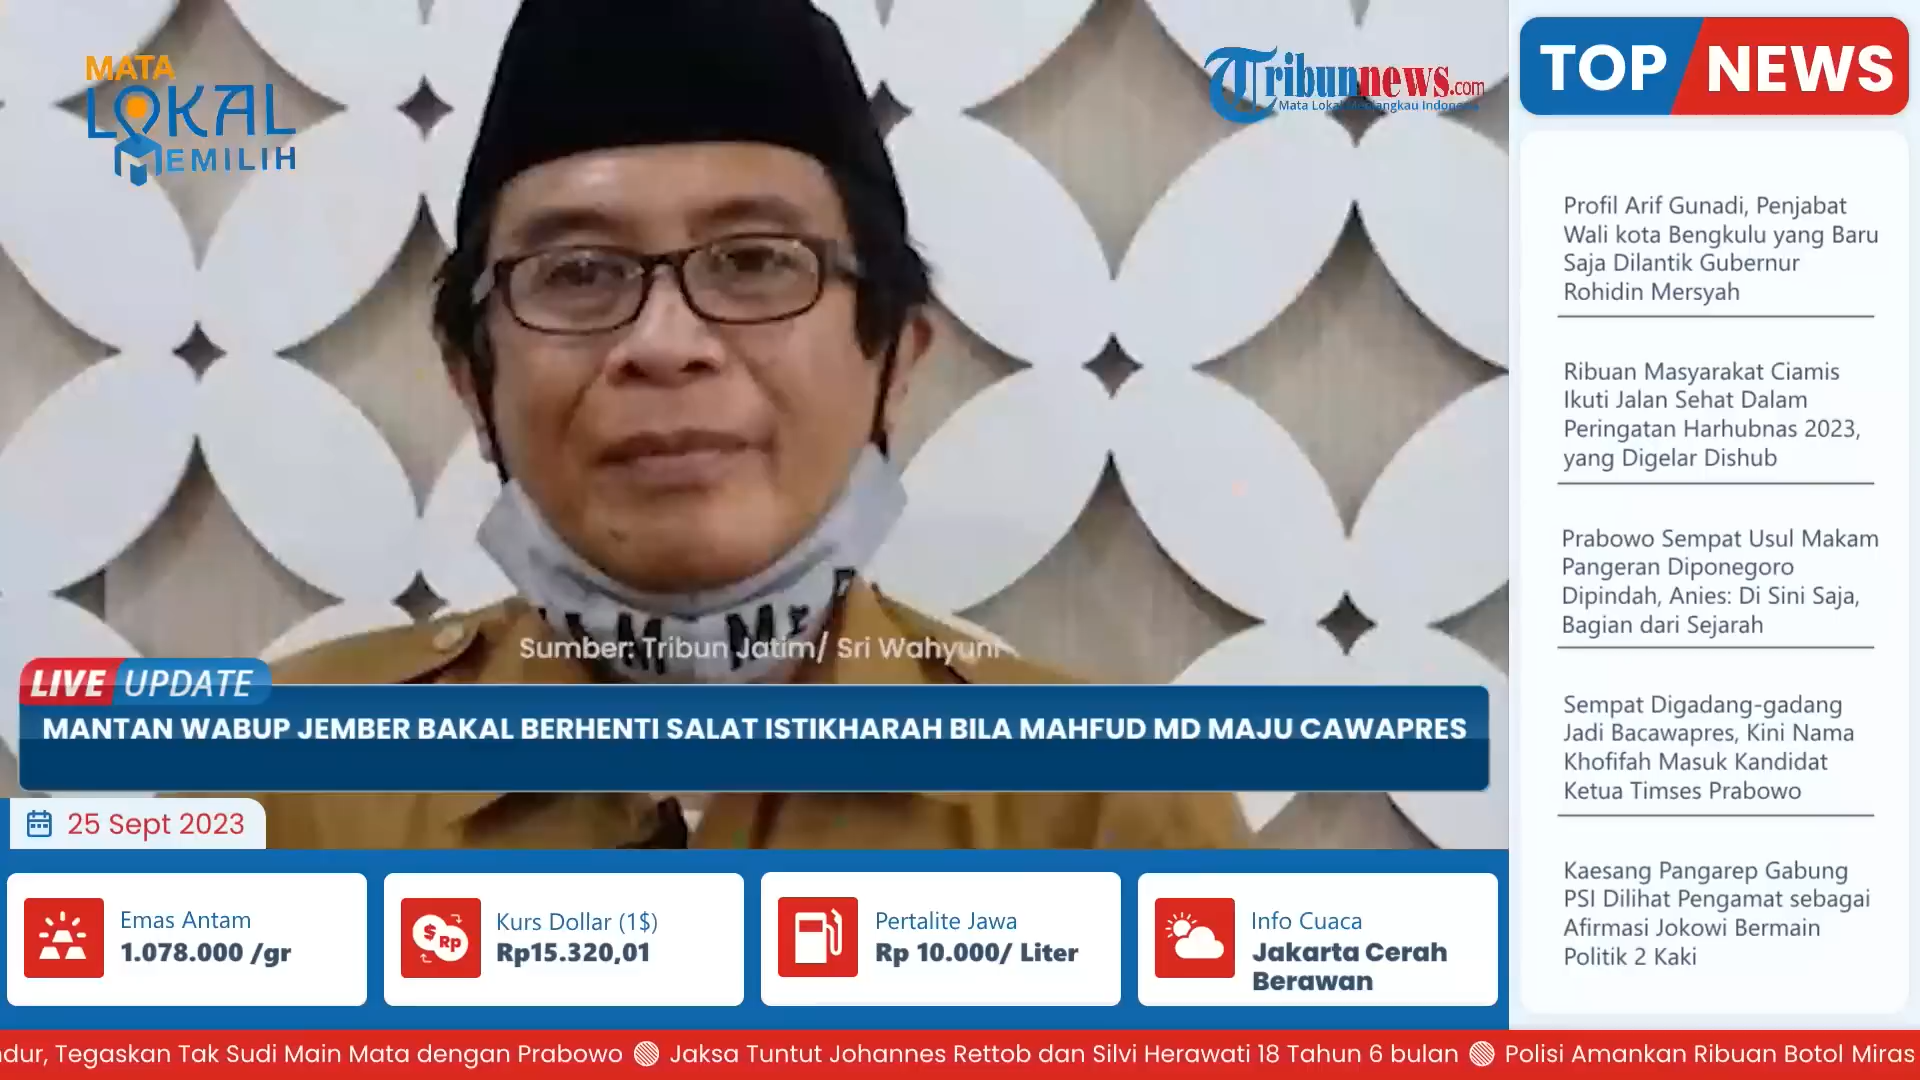 MATA
LOKAL
MEMILIH
Tribunnews.com
Mata Lokal Menjangkau Indonesia
TOP NEWS
Profil Arif Gunadi, Penjabat
Wali kota Bengkulu yang Baru
Saja Dilantik Gubernur
Rohidin Mersyah
Ribuan Masyarakat Ciamis
Ikuti Jalan Sehat Dalam
Peringatan Harhubnas 2023,
yang Digelar Dishub
Prabowo Sempat Usul Makam
Pangeran Diponegoro
Dipindah, Anies: Di Sini Saja,
Bagian dari Sejarah
Sempat Digadang-gadang
Jadi Bacawapres, Kini Nama
Khofifah Masuk Kandidat
Ketua Timses Prabowo
Kaesang Pangarep Gabung
PSI Dilihat Pengamat sebagai
Afirmasi Jokowi Bermain
Politik 2 Kaki
Sumber: Tribun Jatim/ Sri Wahyuni
LIVE UPDATE
MANTAN WABUP JEMBER BAKAL BERHENTI SALAT ISTIKHARAH BILA MAHFUD MD MAJU CAWAPRES
25 Sept 2023
Emas Antam
1.078.000 /gr
Kurs Dollar (1$)
Rp15.320,01
Pertalite Jawa
Rp 10.000/ Liter
Info Cuaca
Jakarta Cerah
Berawan
ndur, Tegaskan Tak Sudi Main Mata dengan Prabowo Jaksa Tuntut Johannes Rettob dan Silvi Herawati 18 Tahun 6 bulan Polisi Amankan Ribuan Botol Miras